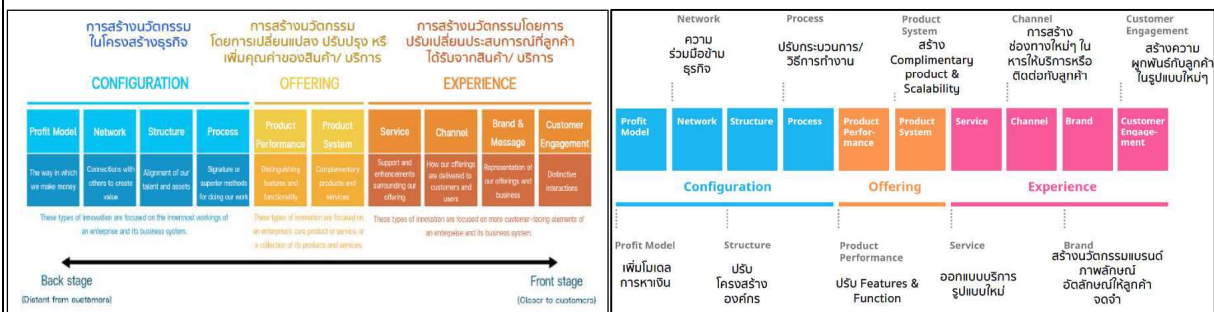 การสร้างนวัตกรรม
ในโครงสร้างธุรกิจ
การสร้างนวัตกรรม
โดยการเปลี่ยนแปลง ปรับปรุง หรื
เพิ่มคุณค่าของสินค้า/ บริการ
การสร้างนวัตกรรมโดยการ
ปรับเปลี่ยนประสบการณ์ที่ลูกค้า
ได้รับจากสินค้า/ บริการ
CONFIGURATION
OFFERING
EXPERIENCE
Profit Model
Network
Structure
Process
Product
Performance
Product
System
Service
Channel
Brand &
Message
Customer
Engagement
The way in which
we make money
Connections with
others to create
value
Alignment of our
talent and assets
Signature or
superior methods
for doing our work
Distinguishing
features and
functionality
Complementary
products and
services
Support and
enhancements
surrounding our
offering
How our offerings
are delivered to
customers and
users
Representation of
our offerings and
business
Distinctive
interactions
These types of innovation are focused on the innermost workings of
an enterprise and its business system.
These types of innovation are focused on
an enterprise's core product or service, or
a collection of its products and services.
These types of innovation are focused on more customer-facing elements of
an enterprise and its business system.
Back stage
(Distant from customers)
Front stage
(Closer to customers)
Network
ความ
ร่วมมือข้าม
ธุรกิจ
Process
ปรับกระบวนการ/
วิธีการทำงาน
Product
System
สร้าง
Complimentary
product &
Scalability
Channel
การสร้าง
ช่องทางใหม่ๆ ใน
หารให้บริการหรือ
ติดต่อกับลูกค้า
Customer
Engagement
สร้างความ
ผูกพันธ์กับลูกค้า
ในรูปแบบใหม่ๆ
Profit
Model
Network
Structure
Process
Product
Perfor-
mance
Product
System
Service
Channel
Brand
Customer
Engage-
ment
Configuration
Offering
Experience
Profit Model
เพิ่มโมเดล
การหาเงิน
Structure
ปรับ
โครงสร้าง
องค์กร
Product
Performance
ปรับ Features &
Function
Service
ออกแบบบริการ
รูปแบบใหม่
Brand
สร้างนวัตกรรมแบรนด์
ภาพลักษณ์
อัตลักษณ์ให้ลูกค้า
จดจำ